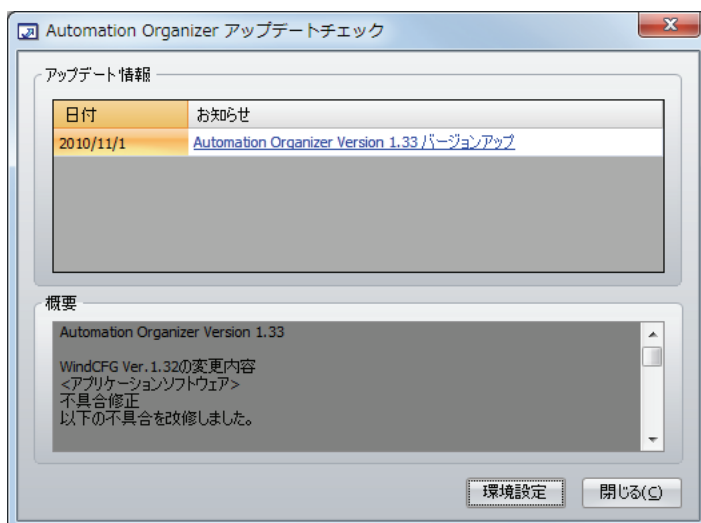 Automation Organizer アップデートチェック
アップデート情報
日付 お知らせ
2010/11/1 Automation Organizer Version 1.33 バージョンアップ
概要
Automation Organizer Version 1.33
WindCFG Ver.1.32の変更内容
<アプリケーションソフトウェア>
不具合修正
以下の不具合を改修しました。
環境設定 閉じる(C)